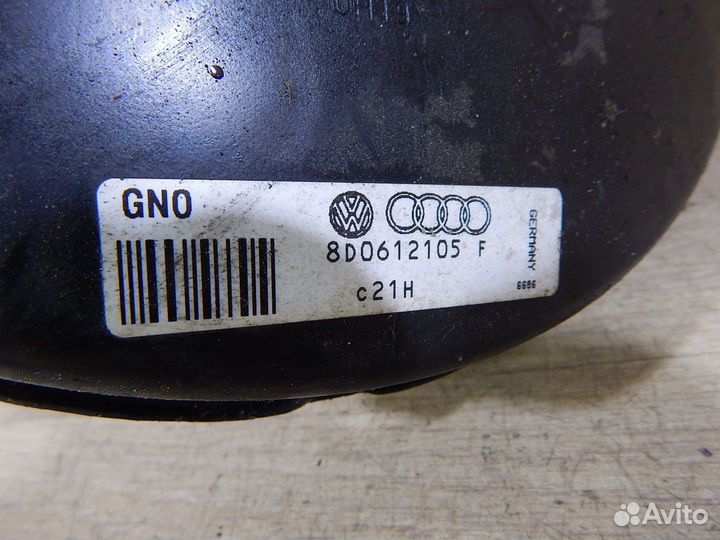 GNO
8D0612105 F
c21H
GERMANY
6686
Avito